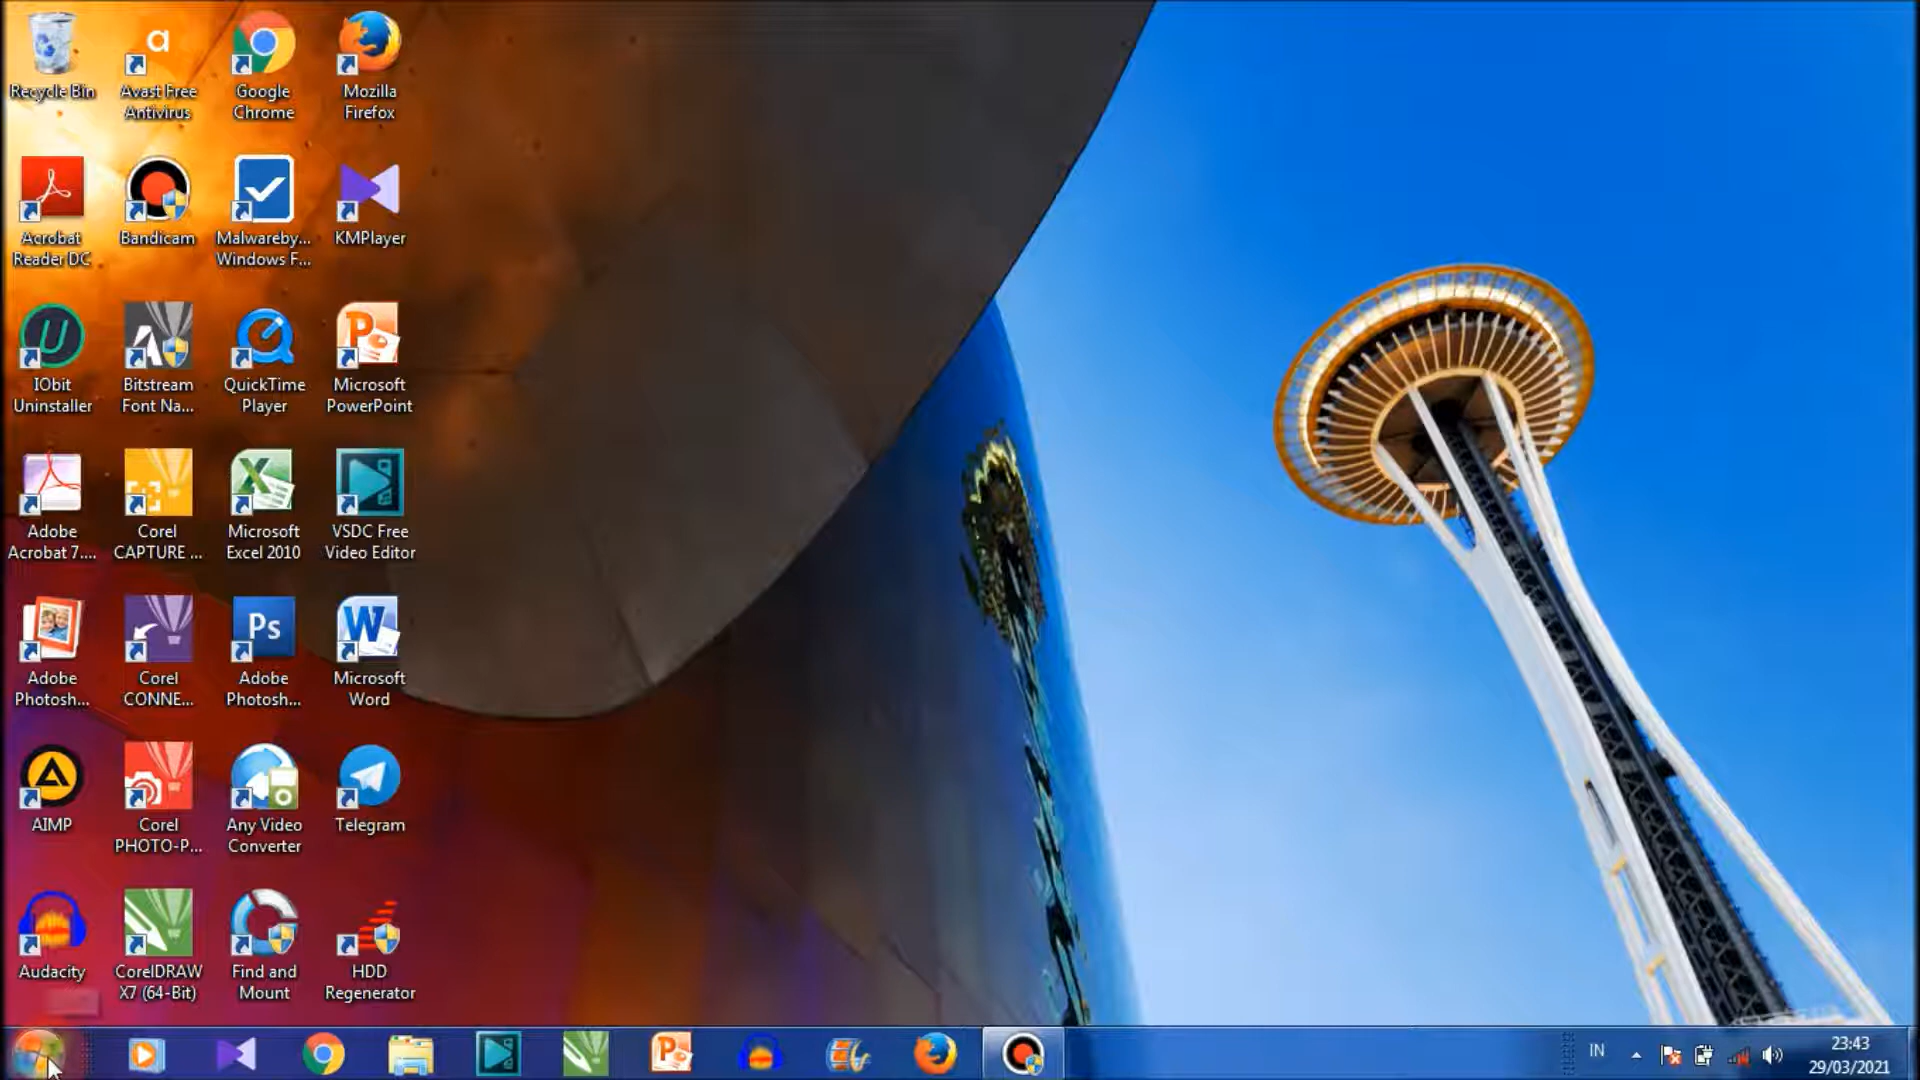 Recycle Bin
a
Avast Free
Antivirus
Google
Chrome
Mozilla
Firefox
Acrobat
Reader DC
Bandicam
Malwareby...
Windows F...
KMPlayer
IObit
Uninstaller
Bitstream
Font Na...
QuickTime
Player
P
Microsoft
PowerPoint
Adobe
Acrobat 7....
Corel
CAPTURE ...
Microsoft
Excel 2010
VSDC Free
Video Editor
Adobe
Photosh...
Corel
CONNE...
Ps
Adobe
Photosh...
W
Microsoft
Word
AIMP
Corel
PHOTO-P...
Any Video
Converter
Telegram
Audacity
CorelDRAW
X7 (64-Bit)
Find and
Mount
HDD
Regenerator
P
IN
23:43
29/03/2021